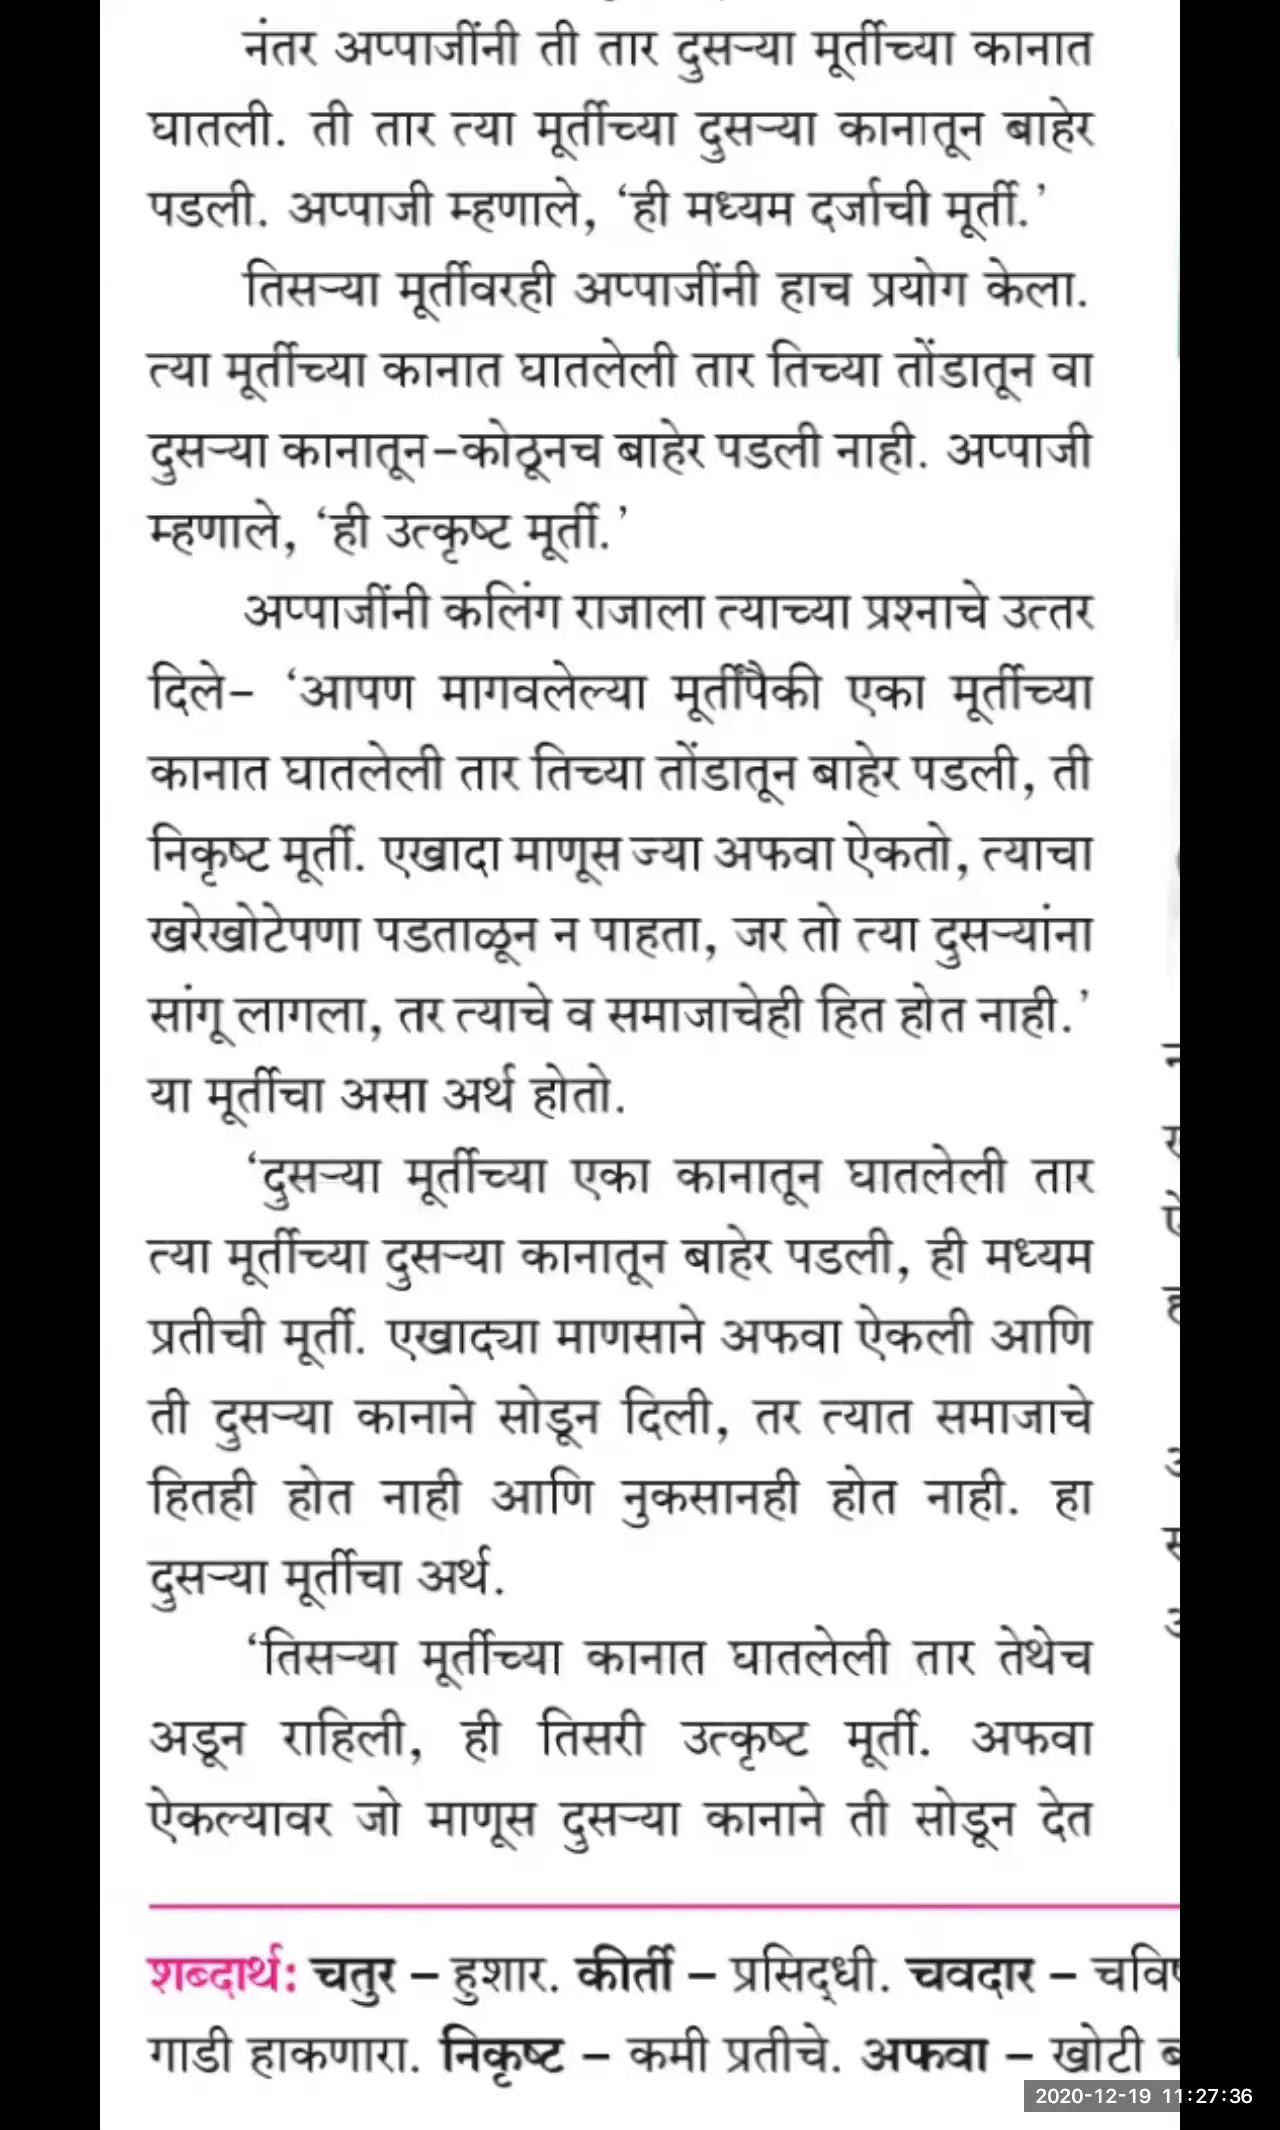 नंतर अप्पाजींनी ती तार दुसऱ्या मूर्तीच्या कानात
घातली. ती तार त्या मूर्तीच्या दुसऱ्या कानातून बाहेर
पडली. अप्पाजी म्हणाले, ‘ही मध्यम दर्जाची मूर्ती.’
तिसऱ्या मूर्तीवरही अप्पाजींनी हाच प्रयोग केला.
त्या मूर्तीच्या कानात घातलेली तार तिच्या तोंडातून वा
दुसऱ्या कानातून–कोठूनच बाहेर पडली नाही. अप्पाजी
म्हणाले, ‘ही उत्कृष्ट मूर्ती.’
अप्पाजींनी कलिंग राजाला त्याच्या प्रश्नाचे उत्तर
दिले– ‘आपण मागवलेल्या मूर्तींपैकी एका मूर्तीच्या
कानात घातलेली तार तिच्या तोंडातून बाहेर पडली, ती
निकृष्ट मूर्ती. एखादा माणूस ज्या अफवा ऐकतो, त्याचा
खरेखोटेपणा पडताळून न पाहता, जर तो त्या दुसऱ्यांना
सांगू लागला, तर त्याचे व समाजाचेही हित होत नाही.’
या मूर्तीचा असा अर्थ होतो.
‘दुसऱ्या मूर्तीच्या एका कानातून घातलेली तार
त्या मूर्तीच्या दुसऱ्या कानातून बाहेर पडली, ही मध्यम
प्रतीची मूर्ती. एखाद्या माणसाने अफवा ऐकली आणि
ती दुसऱ्या कानाने सोडून दिली, तर त्यात समाजाचे
हितही होत नाही आणि नुकसानही होत नाही. हा
दुसऱ्या मूर्तीचा अर्थ.
‘तिसऱ्या मूर्तीच्या कानात घातलेली तार तेथेच
अडून राहिली, ही तिसरी उत्कृष्ट मूर्ती. अफवा
ऐकल्यावर जो माणूस दुसऱ्या कानाने ती सोडून देत
शब्दार्थ: चतुर – हुशार. कीर्ती – प्रसिद्धी. चवदार –
गाडी हाकणारा. निकृष्ट – कमी प्रतीचे. अफवा – खोटी
2020-12-19 11:27:36